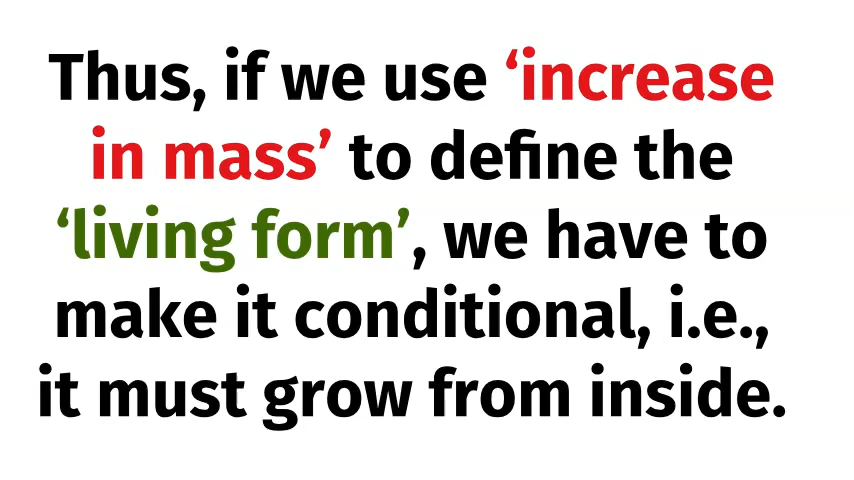 Thus, if we use ‘increase
in mass’ to define the
‘living form’, we have to
make it conditional, i.e.,
it must grow from inside.